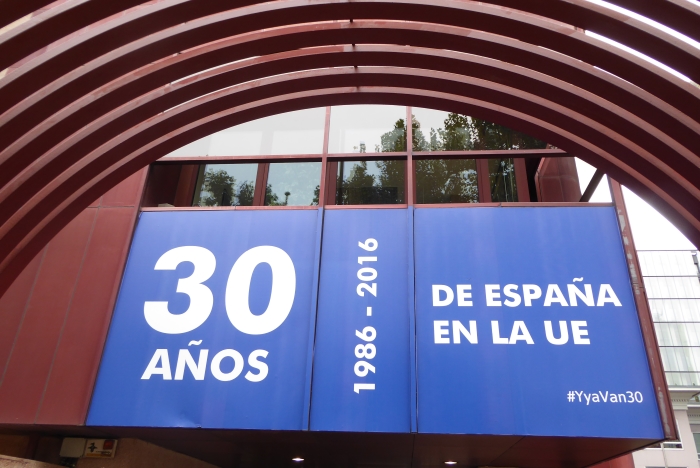 30
AÑOS
1986 - 2016
DE ESPAÑA
EN LA UE
#YyaVan30